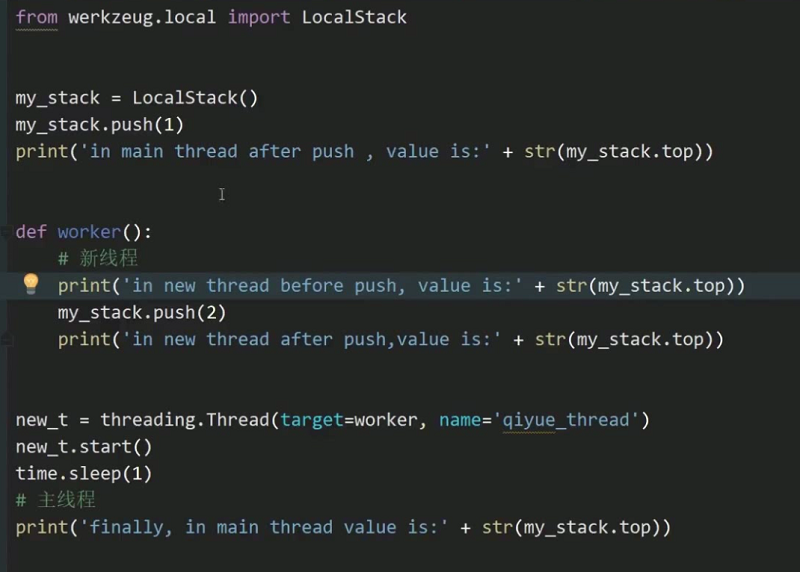 from werkzeug.local import LocalStack
my_stack = LocalStack()
my_stack.push(1)
print('in main thread after push , value is:' + str(my_stack.top))
def worker():
# 新线程
print('in new thread before push, value is:' + str(my_stack.top))
my_stack.push(2)
print('in new thread after push,value is:' + str(my_stack.top))
new_t = threading.Thread(target=worker, name='qiyue_thread')
new_t.start()
time.sleep(1)
# 主线程
print('finally, in main thread value is:' + str(my_stack.top))